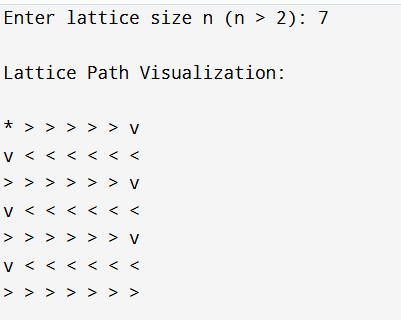 Enter lattice size n (n > 2): 7
Lattice Path Visualization:
* > > > > > v
v < < < < < <
> > > > > > v
v < < < < < <
> > > > > > v
v < < < < < <
> > > > > > >